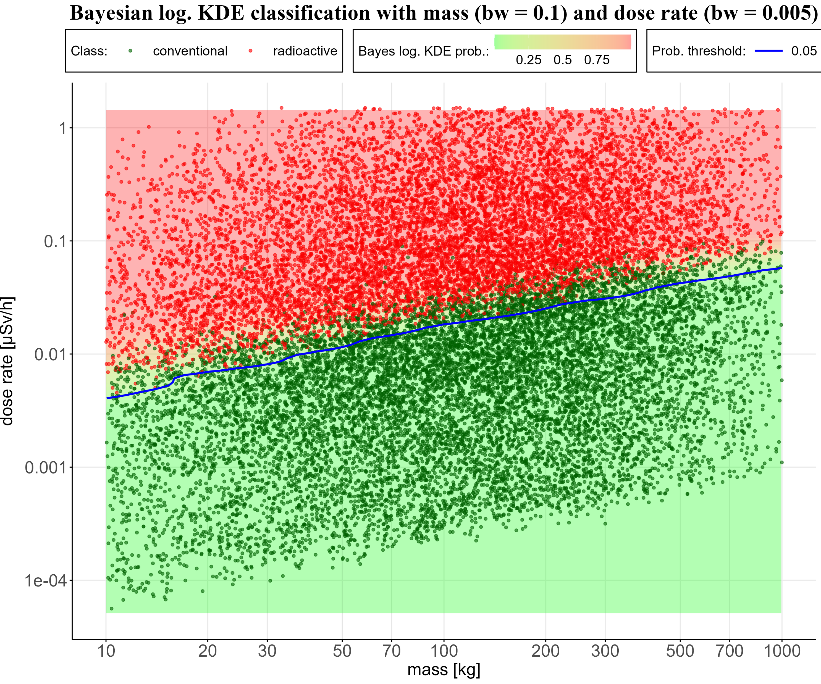 Bayesian log. KDE classification with mass (bw = 0.1) and dose rate (bw = 0.005)
Class: conventional radioactive
Bayes log. KDE prob.: 0.25 0.5 0.75
Prob. threshold: 0.05
dose rate [µSv/h]
1
0.1
0.01
0.001
1e-04
10 20 30 50 70 100 200 300 500 700 1000
mass [kg]